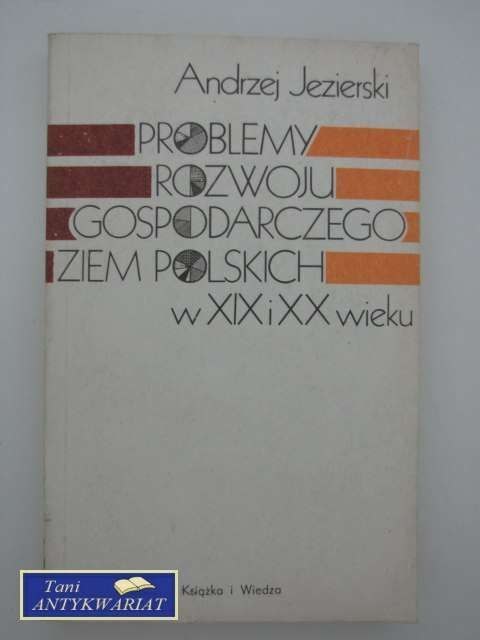 Andrzej Jezierski
PROBLEMY
ROZWOJU
GOSPODARCZEGO
ZIEM POLSKICH
w XIX i XX wieku
Książka i Wiedza
Tani
ANTYKWARIAT